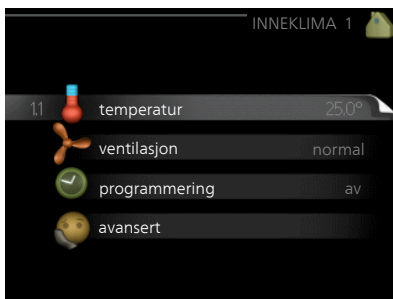 INNEKLIMA 1
1.1 temperatur 25.0°
ventilasjon normal
programmering av
avansert